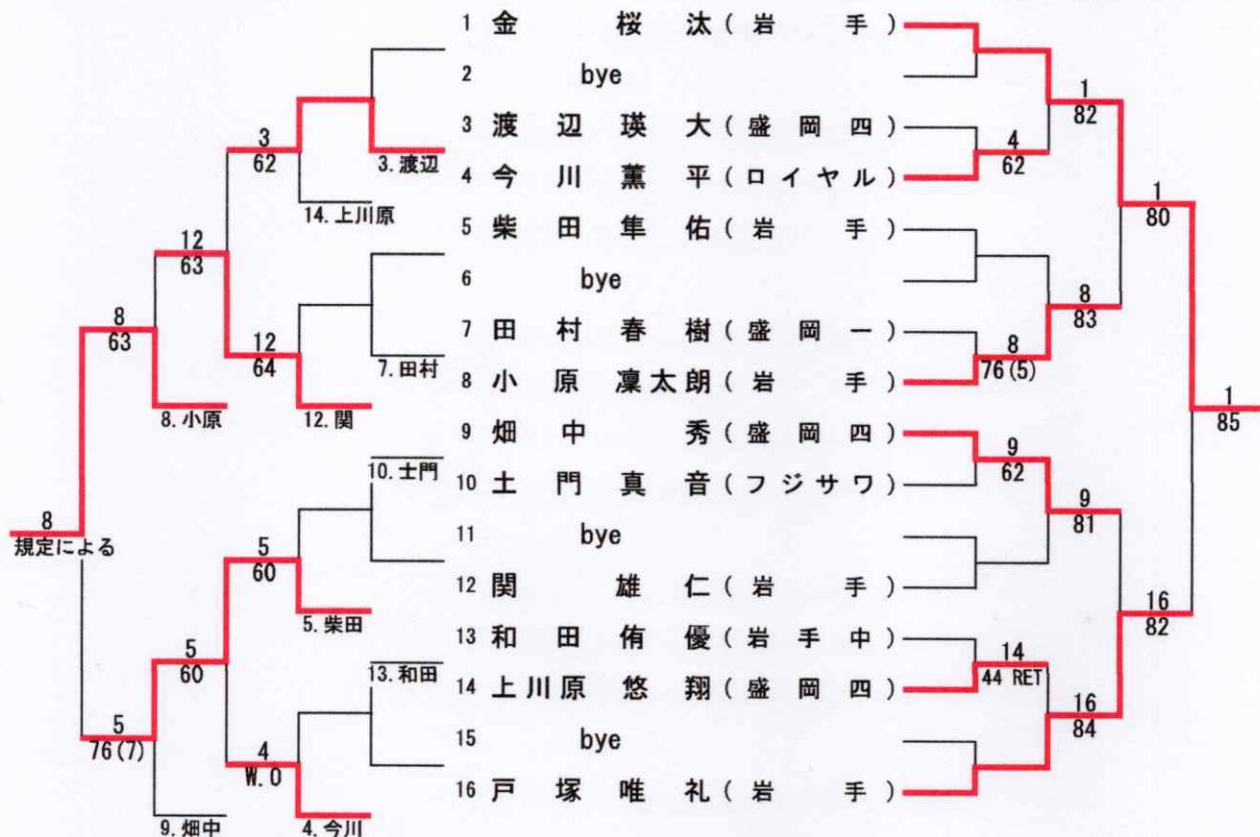 1 金 桜 汰 ( 岩 手 )
2 bye
3 渡 辺 瑛 大 ( 盛 岡 四 )
4 今 川 薫 平 ( ロ イ ヤ ル )
5 柴 田 隼 佑 ( 岩 手 )
6 bye
7 田 村 春 樹 ( 盛 岡 一 )
8 小 原 凜 太 朗 ( 岩 手 )
9 畑 中 秀 ( 盛 岡 四 )
10 土 門 真 音 ( フ ジ サ ワ )
11 bye
12 関 雄 仁 ( 岩 手 )
13 和 田 侑 優 ( 岩 手 中 )
14 上 川 原 悠 翔 ( 盛 岡 四 )
15 bye
16 戸 塚 唯 礼 ( 岩 手 )
3
62
3. 渡辺
14. 上川原
12
63
8
63
12
64
7. 田村
8. 小原
12. 関
10. 士門
8
規定による
5
60
5. 柴田
5
60
13. 和田
5
76(7)
4
W.O
9. 畑中
4. 今川
1
82
4
62
1
80
8
83
8
76(5)
1
85
9
62
9
81
16
82
14
44 RET
16
84